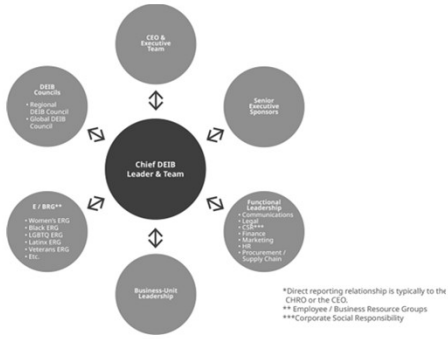 CEO &
Executive
Team
DEIB
Councils
• Regional
DEIB Council
• Global DEIB
Council
Senior
Executive
Sponsors
Chief DEIB
Leader & Team
E / BRG**
• Women's ERG
• Black ERG
• LGBTQ ERG
• Latinx ERG
• Veterans ERG
• Etc.
Functional
Leadership
• Communications
• Legal
• CSR***
• Finance
• Marketing
• HR
• Procurement /
Supply Chain
Business-Unit
Leadership
*Direct reporting relationship is typically to the
CHRO or the CEO.
** Employee / Business Resource Groups
***Corporate Social Responsibility